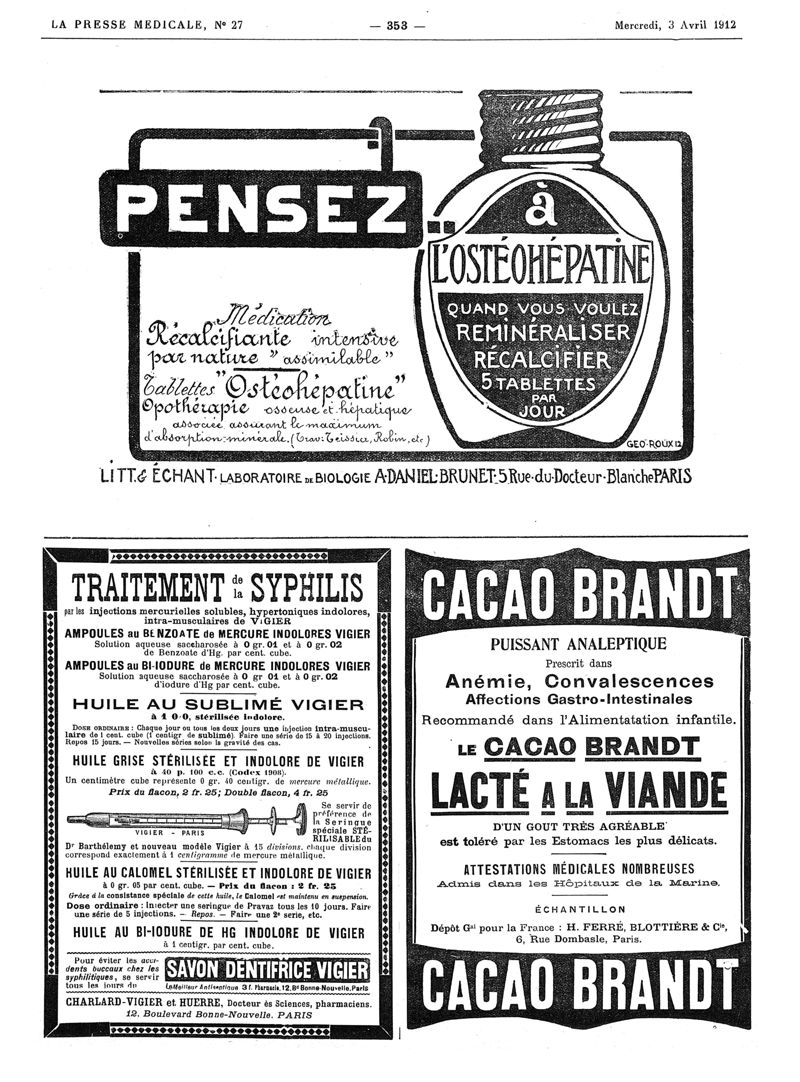 LA PRESSE MEDICALE, N° 27
— 353 —
Mercredi, 3 Avril 1912
PENSEZ
à
L'OSTÉOHÉPATINE
QUAND VOUS VOULEZ
REMINÉRALISER
RÉCALCIFIER
5 TABLETTES
PAR
JOUR
GEO-ROUX12
Médication
Récalcifiante intensive
par nature "assimilable"
Tablettes "Ostéohépatine"
Opothérapie osseuse et hépatique
associée assurant le maximum
d'absorption minérale. (Trav: Teissier, Robin, etc)
LITT.& ÉCHANT· LABORATOIRE DE BIOLOGIE A·DANIEL·BRUNET-5 Rue·du·Docteur·Blanche PARIS
TRAITEMENT de la SYPHILIS
par les injections mercurielles solubles, hypertoniques indolores,
intra-musculaires de VIGIER
AMPOULES au BENZOATE de MERCURE INDOLORES VIGIER
Solution aqueuse saccharosée à 0 gr. 01 et à 0 gr. 02
de Benzoate d'Hg. par cent. cube.
AMPOULES au BI-IODURE de MERCURE INDOLORES VIGIER
Solution aqueuse saccharosée à 0 gr 01 et à 0 gr. 02
d'iodure d'Hg par cent. cube.
HUILE AU SUBLIMÉ VIGIER
à 1 0/0, stérilisée indolore.
DOSE ORDINAIRE : Chaque jour ou tous les deux jours une injection intra-muscu-
laire de 1 cent. cube (1 centigr de sublimé). Faire une série de 15 à 20 injections.
Repos 15 jours. — Nouvelles séries selon la gravité des cas.
HUILE GRISE STÉRILISÉE ET INDOLORE DE VIGIER
à 40 p. 100 c.c. (Codex 1908).
Un centimètre cube représente 0 gr. 40 centigr. de mercure métallique.
Prix du flacon, 2 fr. 25; Double flacon, 4 fr. 25
VIGIER - PARIS
Se servir de
préférence de
la Seringue
spéciale STÉ-
RILISABLE du
Dr Barthélemy et nouveau modèle Vigier à 15 divisions. chaque division
correspond exactement à 1 centigramme de mercure métallique.
HUILE AU CALOMEL STÉRILISÉE ET INDOLORE DE VIGIER
à 0 gr. 05 par cent. cube. — Prix du flacon : 2 fr. 25
Grâce à la consistance spéciale de cette huile, le Calomel est maintenu en suspension.
Dose ordinaire : Injecter une seringue de Pravaz tous les 10 jours. Faire
une série de 5 injections. — Repos. — Faire une 2e serie, etc.
HUILE AU BI-IODURE DE HG INDOLORE DE VIGIER
à 1 centigr. par cent. cube.
Pour éviter les acci-
dents buccaux chez les
syphilitiques, se servir
tous les jours du
SAVON DENTIFRICE VIGIER
Le Meilleur Antiseptique 3 f. Pharmacie, 12, Bd Bonne-Nouvelle, Paris
CHARLARD-VIGIER et HUERRE, Docteur ès Sciences, pharmaciens.
12. Boulevard Bonne-Nouvelle. PARIS
CACAO BRANDT
PUISSANT ANALEPTIQUE
Prescrit dans
Anémie, Convalescences
Affections Gastro-Intestinales
Recommandé dans l'Alimentatation infantile.
LE CACAO BRANDT
LACTÉ A LA VIANDE
D'UN GOUT TRÈS AGRÉABLE
est toléré par les Estomacs les plus délicats.
ATTESTATIONS MÉDICALES NOMBREUSES
Admis dans les Hôpitaux de la Marine.
ÉCHANTILLON
Dépôt Gal pour la France : H. FERRÉ, BLOTTIÈRE & Cie,
6, Rue Dombasle, Paris.
CACAO BRANDT